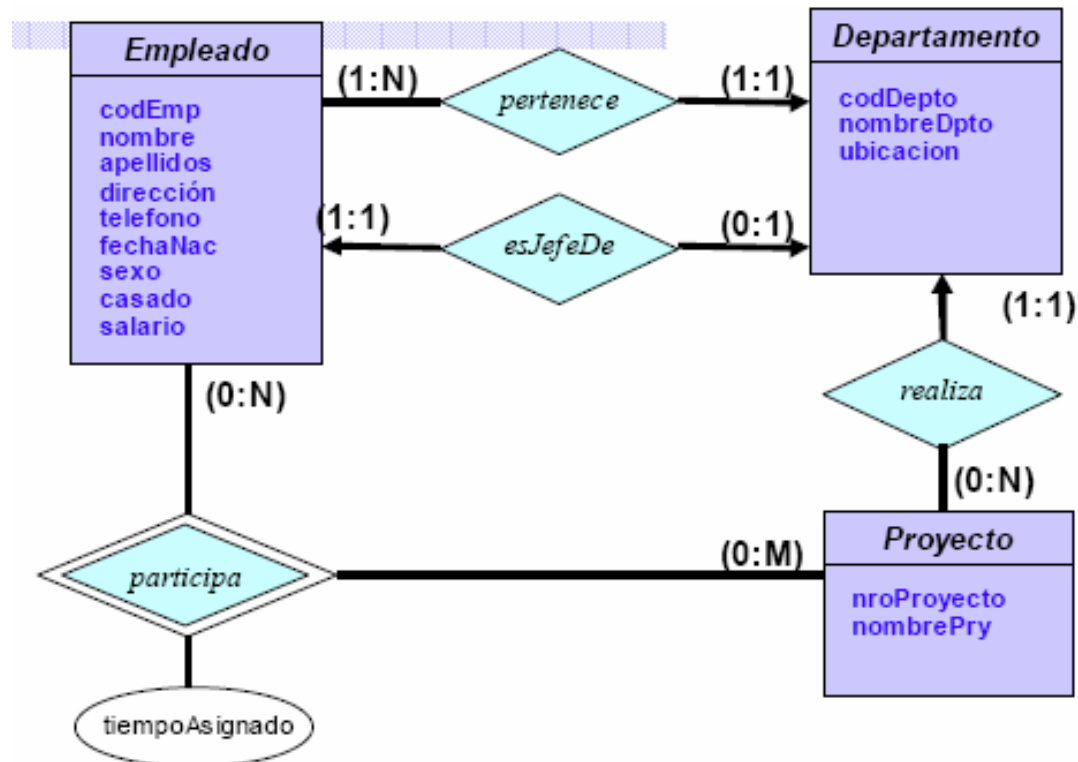 Empleado
codEmp
nombre
apellidos
dirección
telefono
fechaNac
sexo
casado
salario
(1:N)
pertenece
(1:1)
Departamento
codDepto
nombreDpto
ubicacion
(1:1)
esJefeDe
(0:1)
(1:1)
realiza
(0:N)
(0:N)
participa
(0:M)
Proyecto
nroProyecto
nombrePry
tiempoAsignado